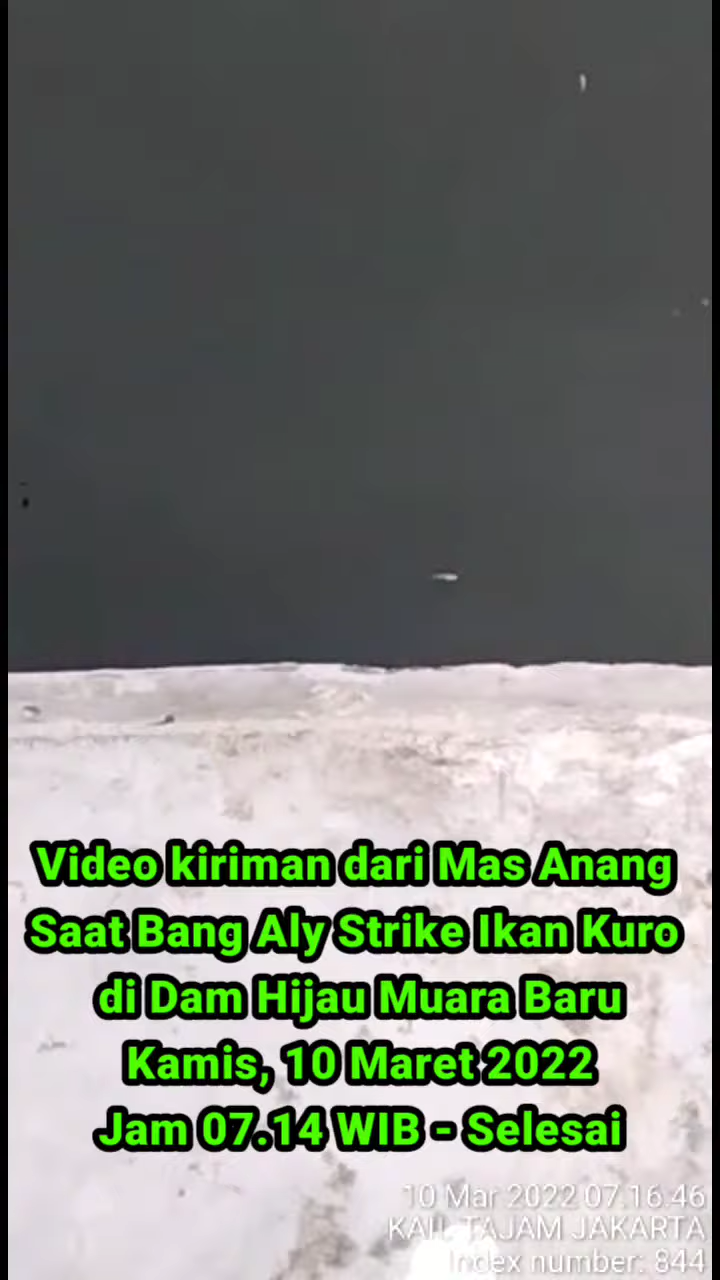 Video kiriman dari Mas Anang
Saat Bang Aly Strike Ikan Kuro
di Dam Hijau Muara Baru
Kamis, 10 Maret 2022
Jam 07.14 WIB - Selesai
10 Mar 2022 07.16.46
KAIL TAJAM JAKARTA
Index number: 844